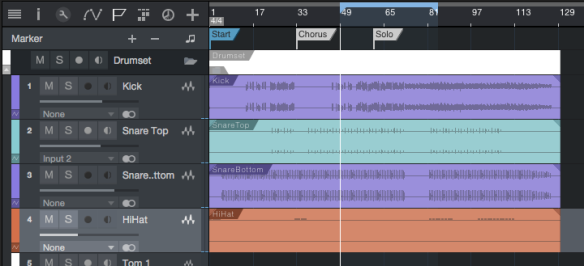 1 17 33 49 65 81 97 113 129
4/4
Marker + −
Start Chorus Solo
M S Drumset
Drumset
1 M S Kick
Kick
None
2 M S Snare Top
SnareTop
Input 2
3 M S Snare..ttom
SnareBottom
None
4 M S HiHat
HiHat
None
5 M S Tom 1